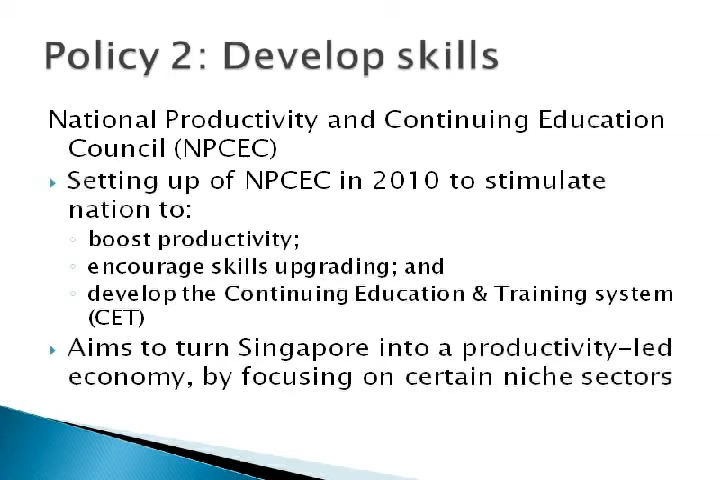 Policy 2: Develop skills
National Productivity and Continuing Education
Council (NPCEC)
Setting up of NPCEC in 2010 to stimulate
nation to:
boost productivity;
encourage skills upgrading; and
develop the Continuing Education & Training system
(CET)
Aims to turn Singapore into a productivity-led
economy, by focusing on certain niche sectors